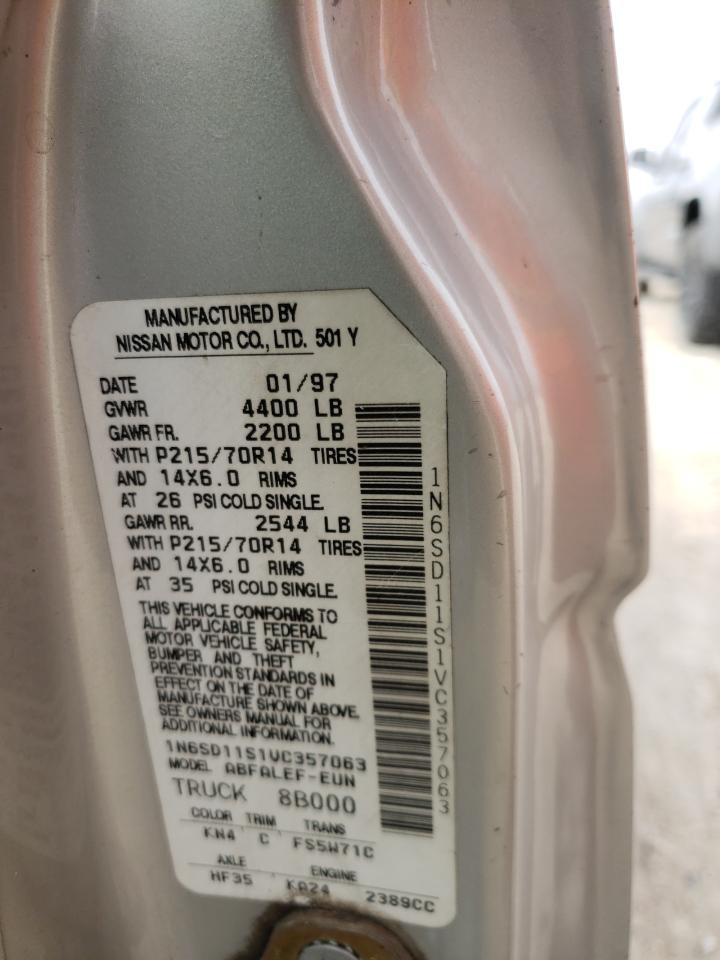 MANUFACTURED BY
NISSAN MOTOR CO., LTD. 501 Y
DATE 01/97
GVWR 4400 LB
GAWR FR. 2200 LB
WITH P215/70R14 TIRES
AND 14X6.0 RIMS
AT 26 PSI COLD SINGLE.
GAWR RR. 2544 LB
WITH P215/70R14 TIRES
AND 14X6.0 RIMS
AT 35 PSI COLD SINGLE.
THIS VEHICLE CONFORMS TO
ALL APPLICABLE FEDERAL
MOTOR VEHICLE SAFETY,
BUMPER AND THEFT
PREVENTION STANDARDS IN
EFFECT ON THE DATE OF
MANUFACTURE SHOWN ABOVE.
SEE OWNERS MANUAL FOR
ADDITIONAL INFORMATION.
1N6SD11S1VC357063
MODEL ABFALEF-EUN
TRUCK 8B000
COLOR TRIM TRANS
KN4 C FS5W71C
AXLE ENGINE
HF35 KA24 2389CC
1N6SD11S1VC357063